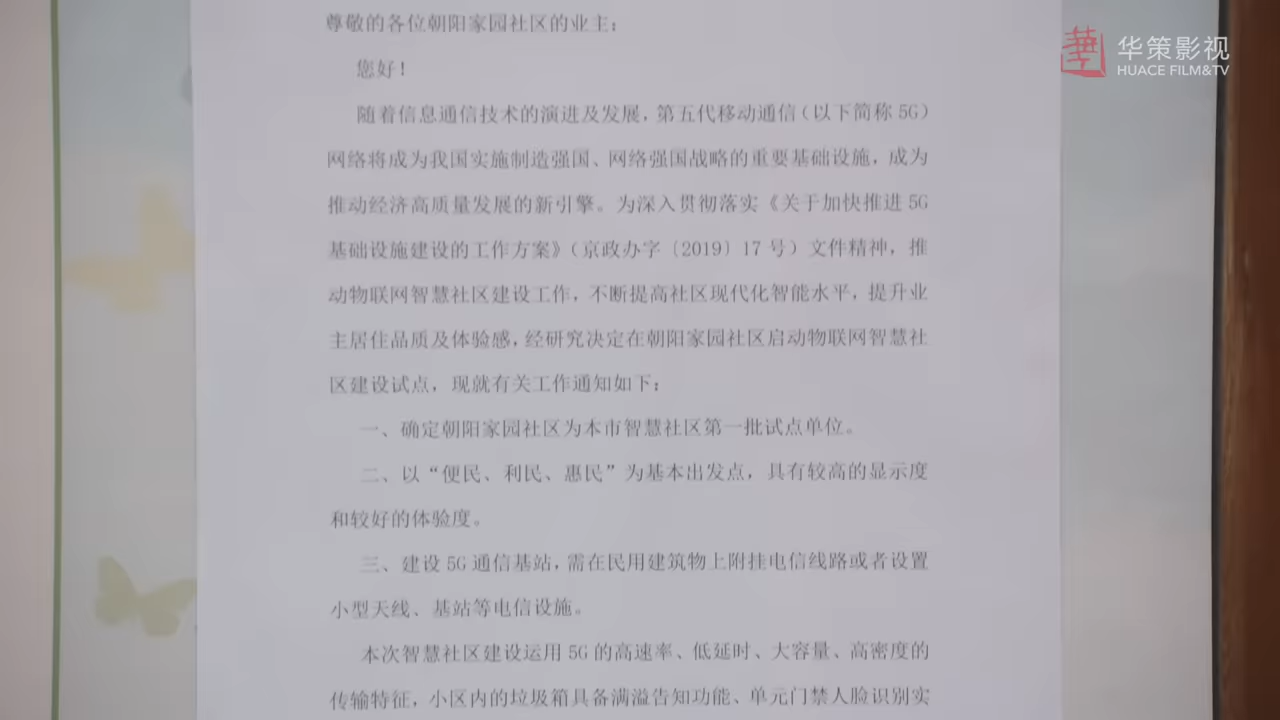 尊敬的各位朝阳家园社区的业主：
华策影视
HUACE FILM&TV
您好！
随着信息通信技术的演进及发展，第五代移动通信（以下简称 5G）
网络将成为我国实施制造强国、网络强国战略的重要基础设施，成为
推动经济高质量发展的新引擎。为深入贯彻落实《关于加快推进 5G
基础设施建设的工作方案》（京政办字〔2019〕17 号）文件精神，推
动物联网智慧社区建设工作，不断提高社区现代化智能水平，提升业
主居住品质及体验感，经研究决定在朝阳家园社区启动物联网智慧社
区建设试点，现就有关工作通知如下：
一、确定朝阳家园社区为本市智慧社区第一批试点单位。
二、以“便民、利民、惠民”为基本出发点，具有较高的显示度
和较好的体验度。
三、建设 5G 通信基站，需在民用建筑物上附挂电信线路或者设置
小型天线、基站等电信设施。
本次智慧社区建设运用 5G 的高速率、低延时、大容量、高密度的
传输特征，小区内的垃圾箱具备满溢告知功能、单元门禁人脸识别实